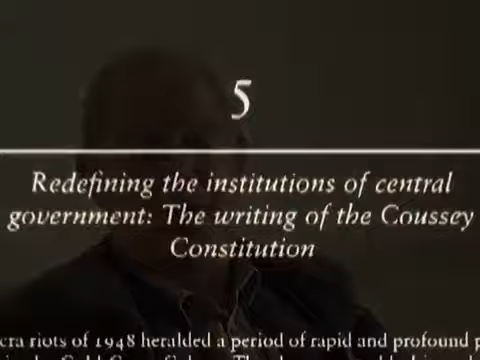 5
Redefining the institutions of central
government: The writing of the Coussey
Constitution
riots of 1948 heralded a period of rapid and profound